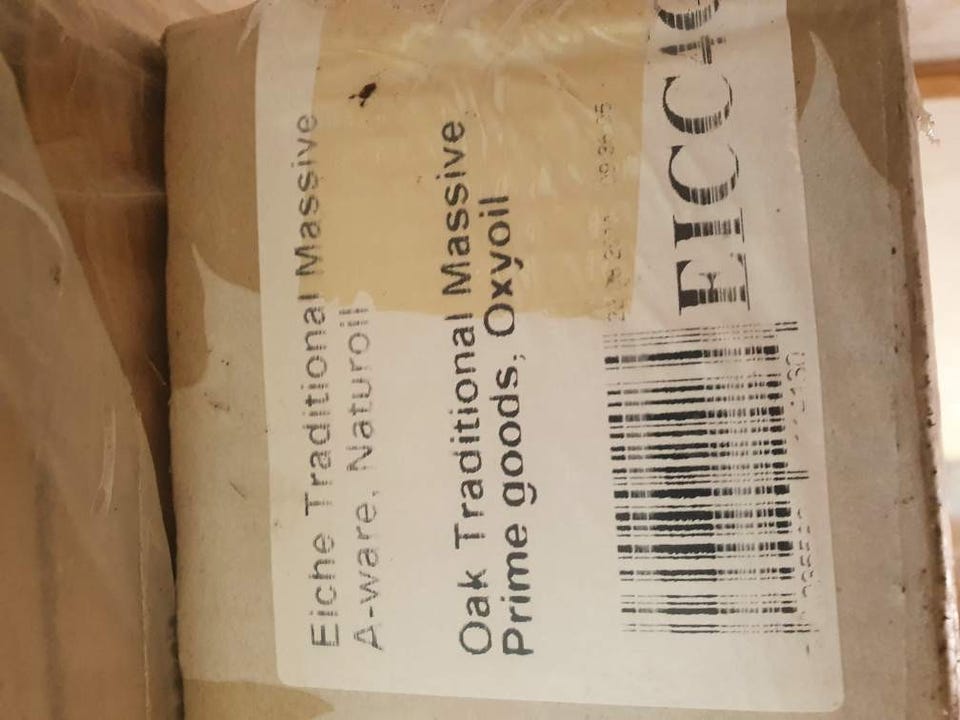 Eiche Traditional Massive
A-ware, Naturoil
Oak Traditional Massive
Prime goods, Oxyoil